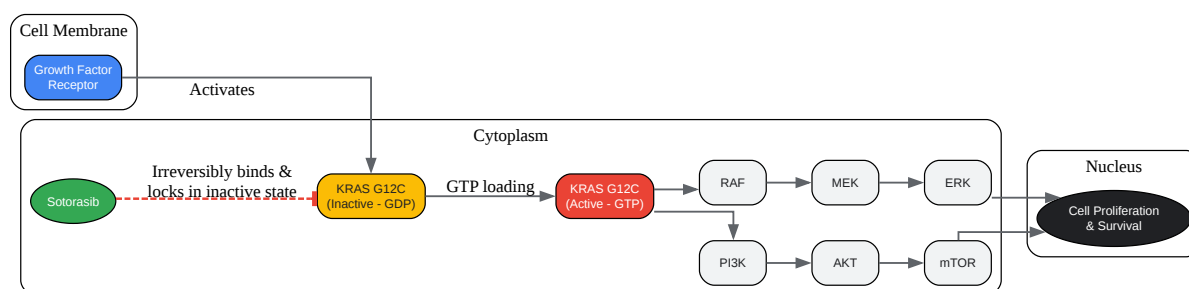 Cell Membrane
Growth Factor
Receptor
Activates
Cytoplasm
Irreversibly binds &
locks in inactive state
Sotorasib
KRAS G12C
(Inactive - GDP)
GTP loading
KRAS G12C
(Active - GTP)
RAF
MEK
ERK
PI3K
AKT
mTOR
Nucleus
Cell Proliferation
& Survival